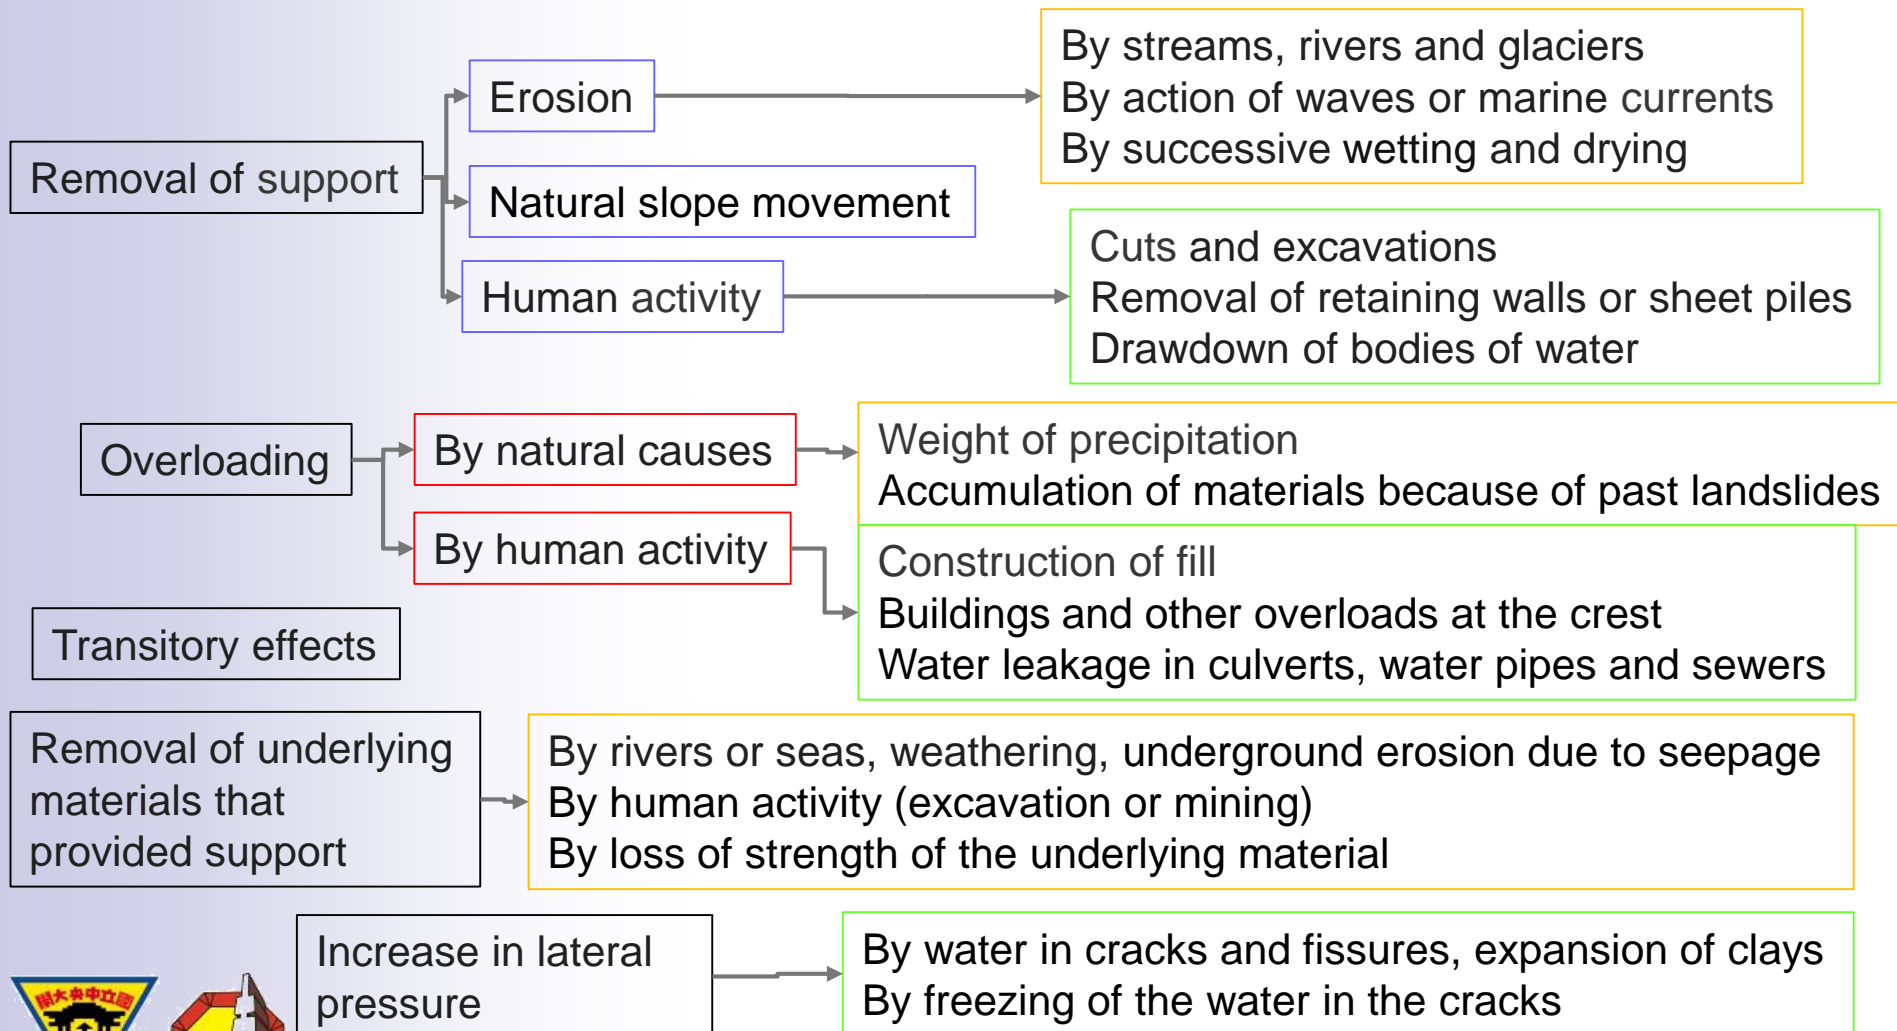 By streams, rivers and glaciers
By action of waves or marine currents
By successive wetting and drying
Erosion
Removal of support
Natural slope movement
Human activity
Cuts and excavations
Removal of retaining walls or sheet piles
Drawdown of bodies of water
Overloading
By natural causes
Weight of precipitation
Accumulation of materials because of past landslides
By human activity
Construction of fill
Buildings and other overloads at the crest
Water leakage in culverts, water pipes and sewers
Transitory effects
Removal of underlying
materials that
provided support
By rivers or seas, weathering, underground erosion due to seepage
By human activity (excavation or mining)
By loss of strength of the underlying material
Increase in lateral
pressure
By water in cracks and fissures, expansion of clays
By freezing of the water in the cracks